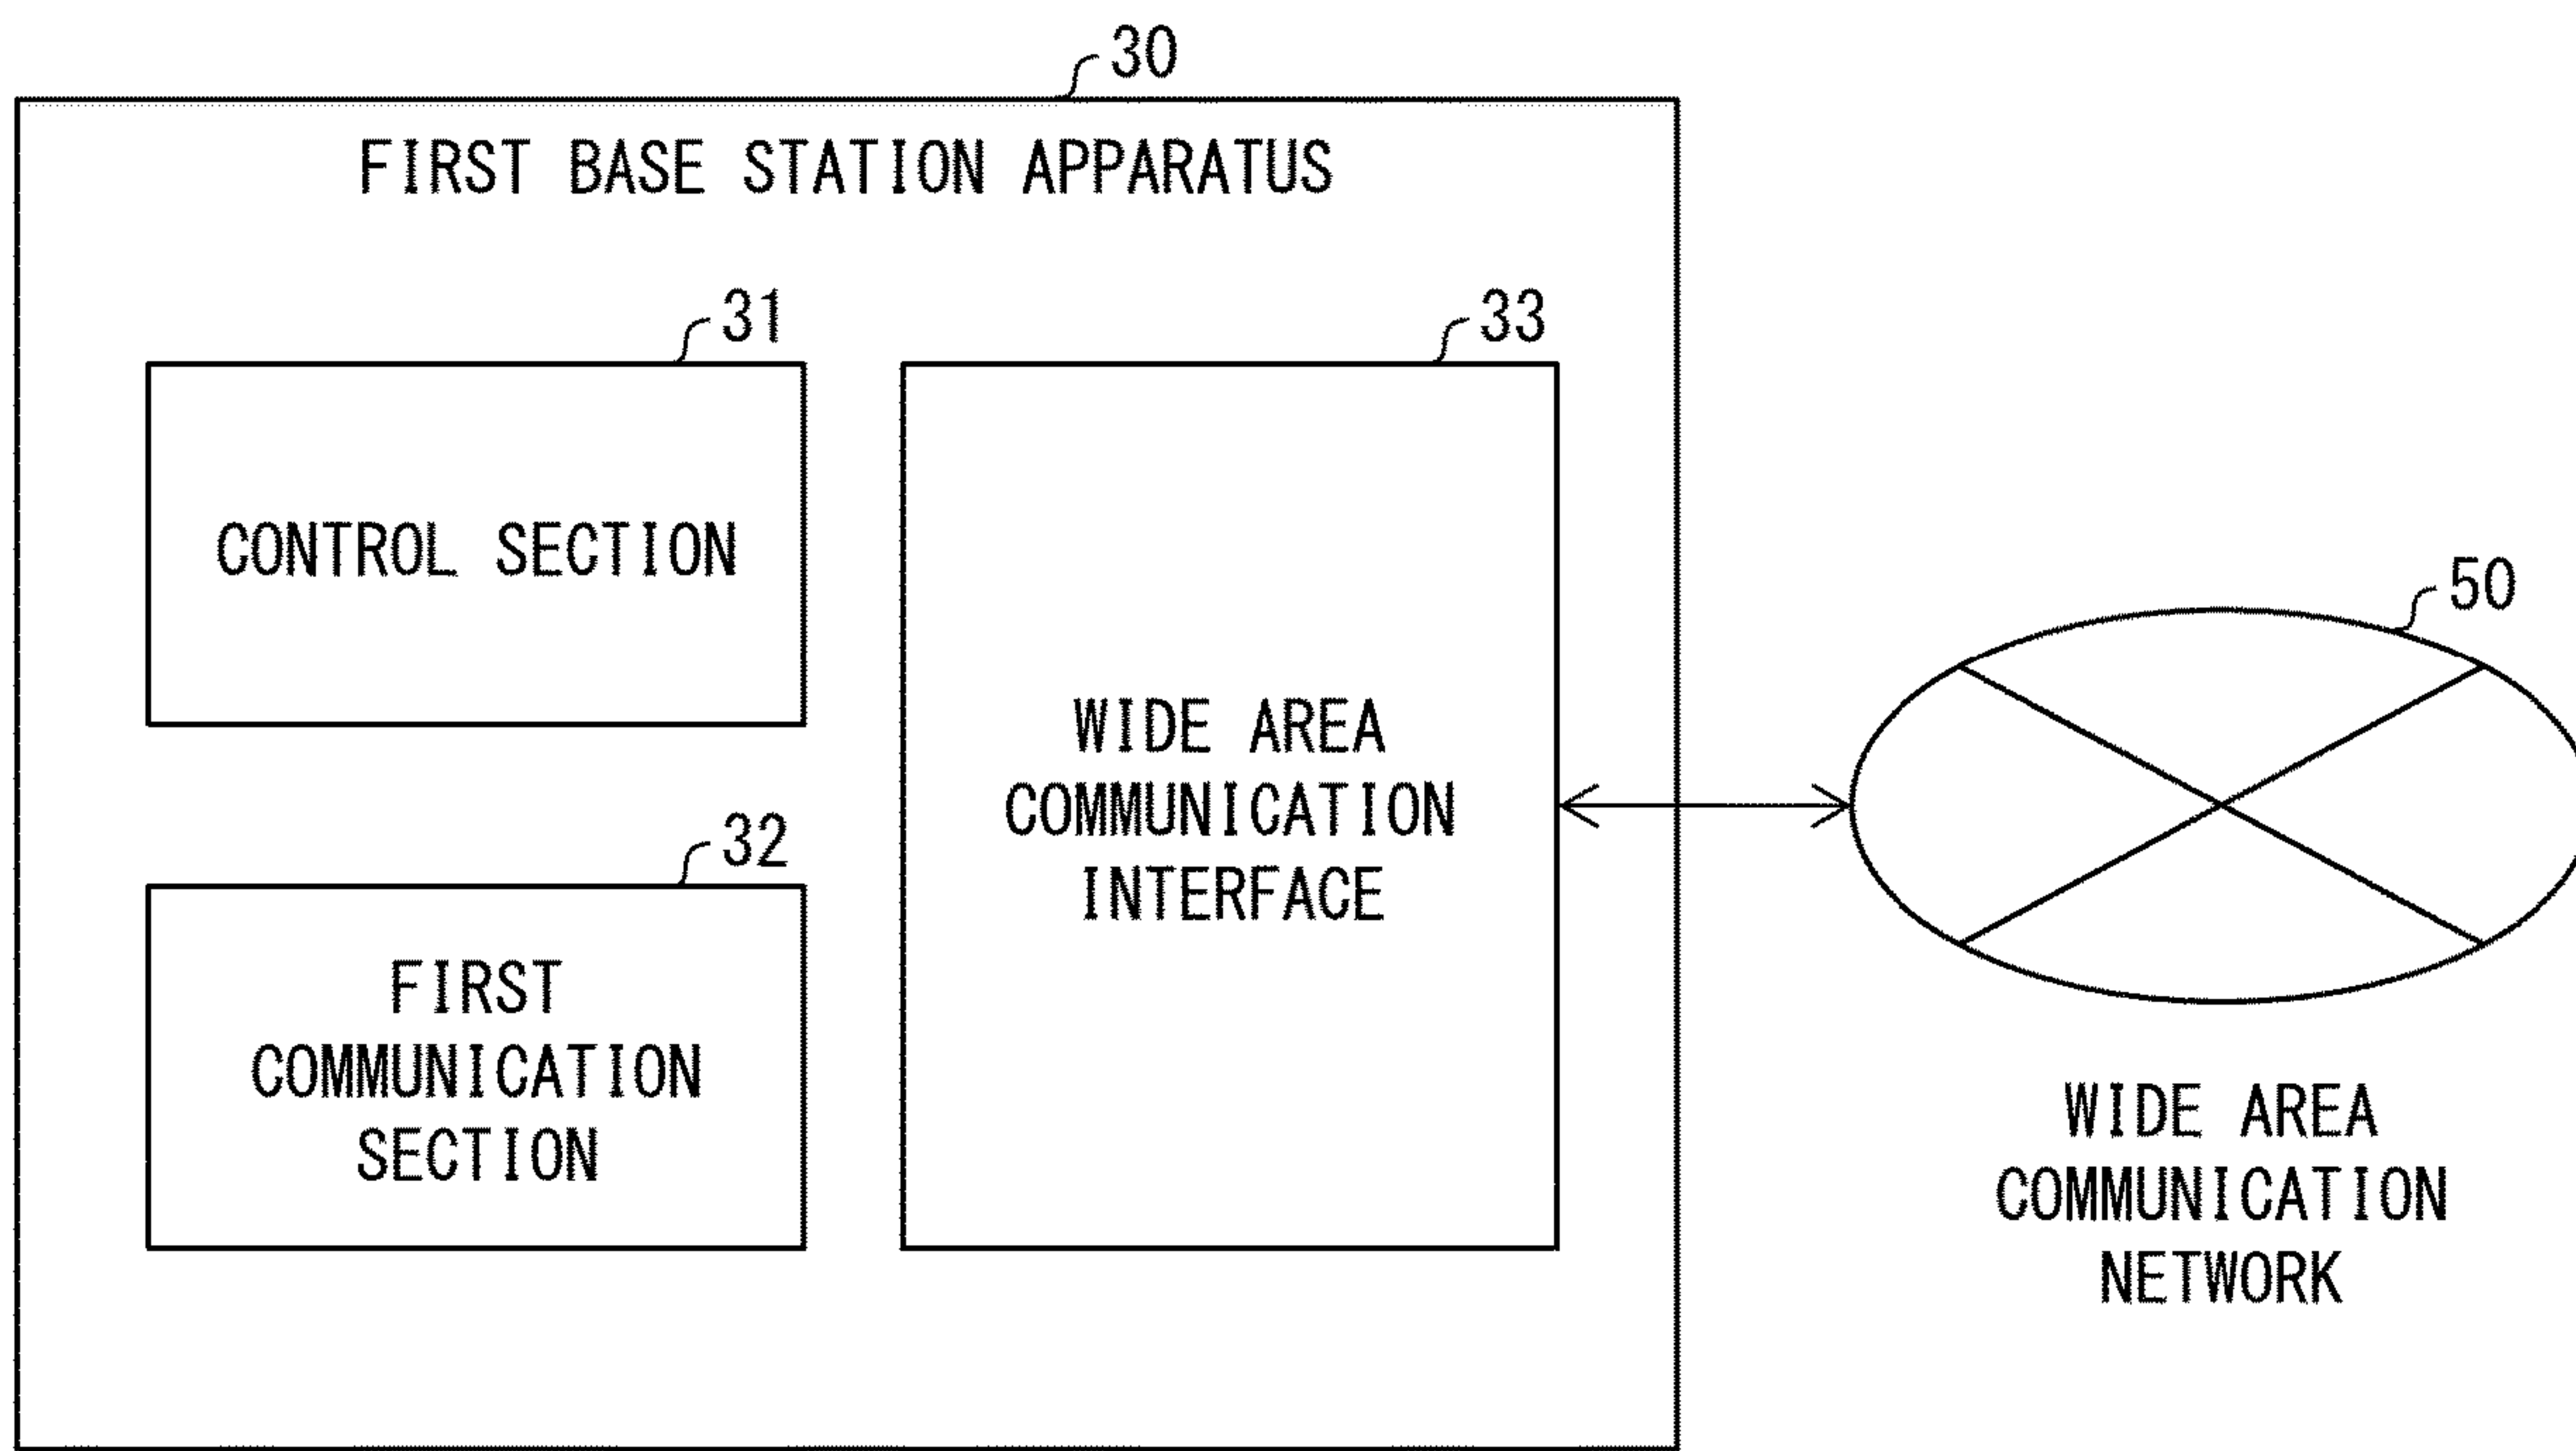 30
FIRST BASE STATION APPARATUS
31
CONTROL SECTION
32
FIRST
COMMUNICATION
SECTION
33
WIDE AREA
COMMUNICATION
INTERFACE
50
WIDE AREA
COMMUNICATION
NETWORK